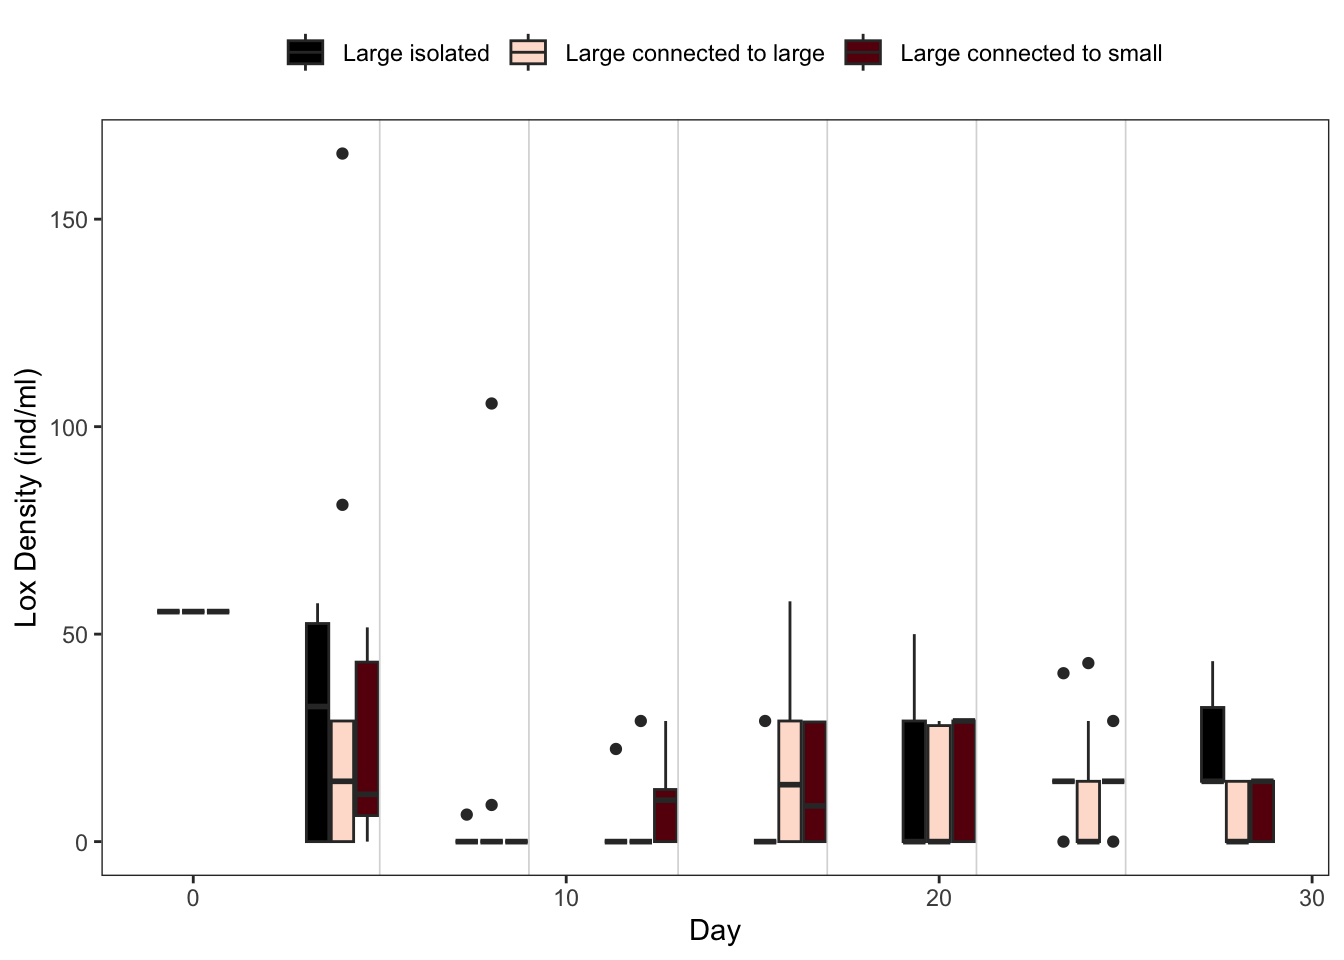 Large isolated Large connected to large Large connected to small
Lox Density (ind/ml)
150
100
50
0
0 10 20 30
Day